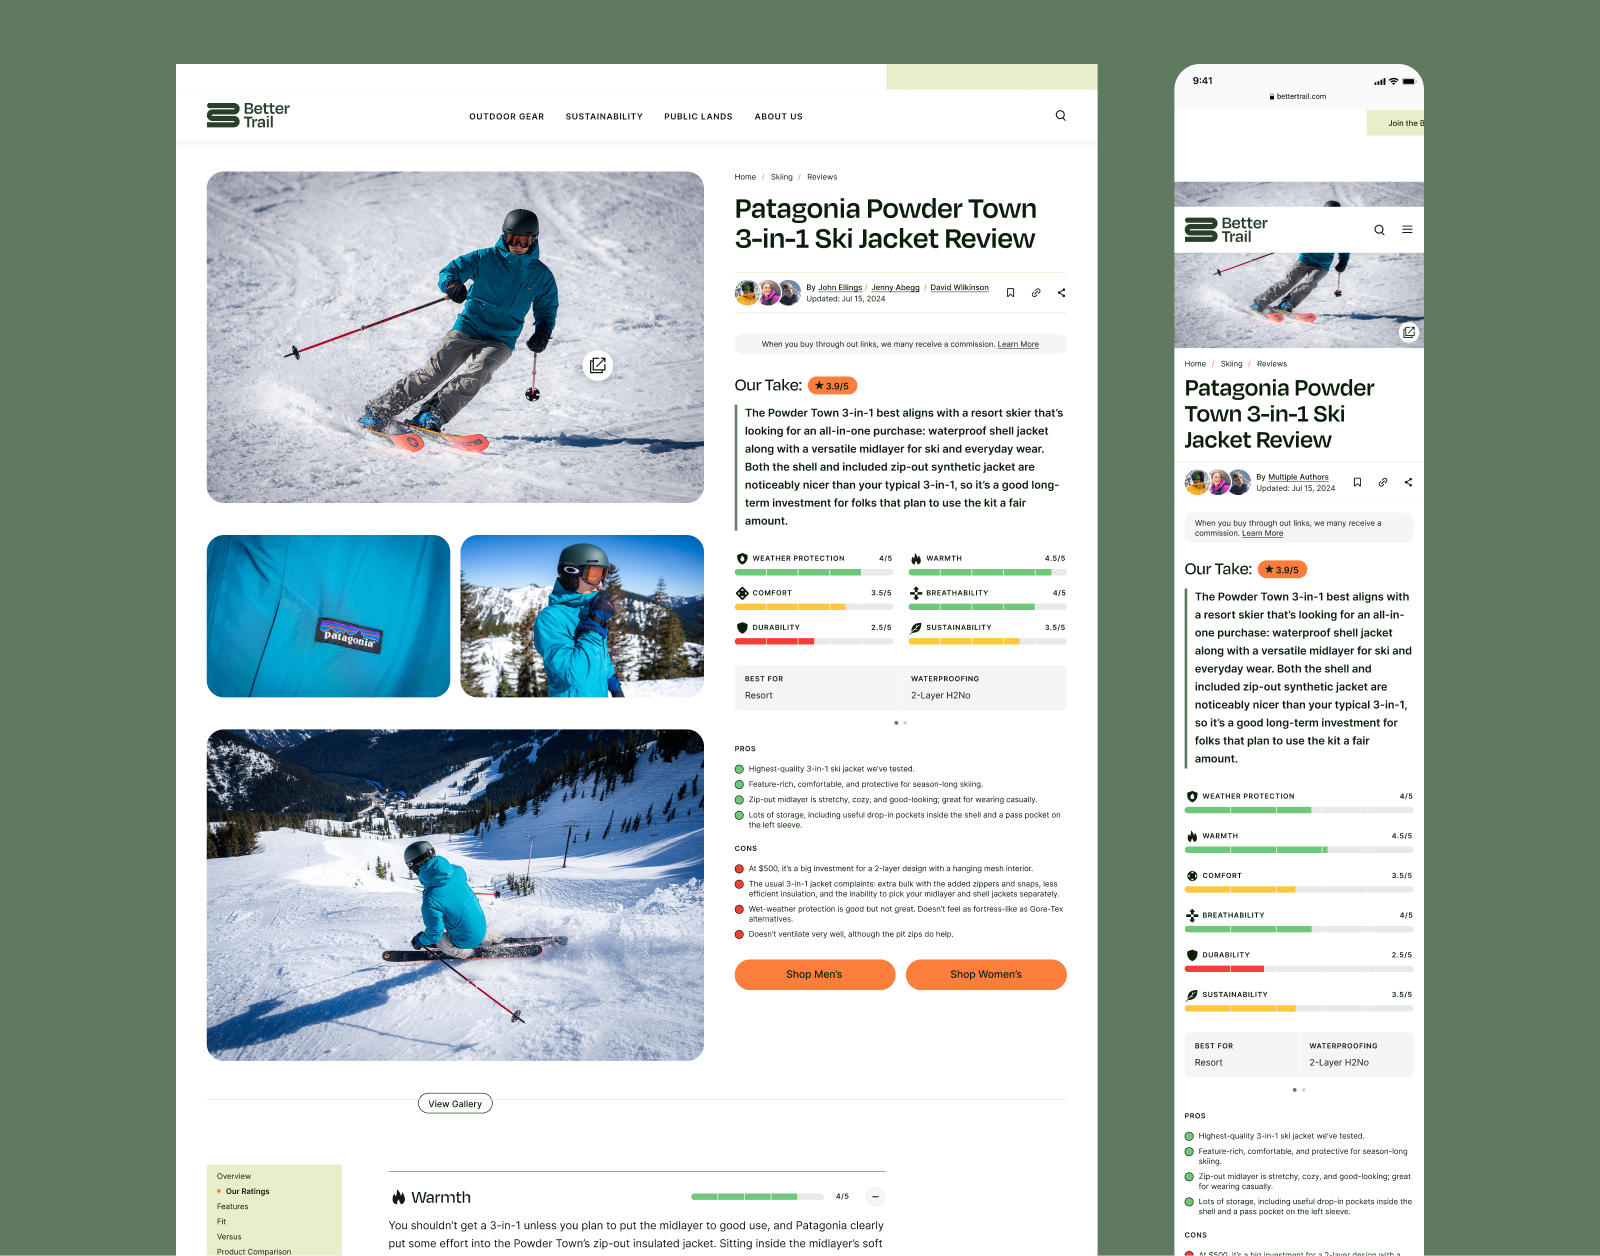 Better
Trail
OUTDOOR GEAR
SUSTAINABILITY
PUBLIC LANDS
ABOUT US
Home / Skiing / Reviews
Patagonia Powder Town
3-in-1 Ski Jacket Review
By John Ellings / Jenny Abegg / David Wilkinson
Updated: Jul 15, 2024
When you buy through out links, we many receive a commission. Learn More
Our Take: ★ 3.9/5
The Powder Town 3-in-1 best aligns with a resort skier that's
looking for an all-in-one purchase: waterproof shell jacket
along with a versatile midlayer for ski and everyday wear.
Both the shell and included zip-out synthetic jacket are
noticeably nicer than your typical 3-in-1, so it's a good long-
term investment for folks that plan to use the kit a fair
amount.
WEATHER PROTECTION 4/5
WARMTH 4.5/5
COMFORT 3.5/5
BREATHABILITY 4/5
DURABILITY 2.5/5
SUSTAINABILITY 3.5/5
BEST FOR
Resort
WATERPROOFING
2-Layer H2No
PROS
Highest-quality 3-in-1 ski jacket we've tested.
Feature-rich, comfortable, and protective for season-long skiing.
Zip-out midlayer is stretchy, cozy, and good-looking; great for wearing casually.
Lots of storage, including useful drop-in pockets inside the shell and a pass pocket on
the left sleeve.
CONS
At $500, it's a big investment for a 2-layer design with a hanging mesh interior.
The usual 3-in-1 jacket complaints: extra bulk with the added zippers and snaps, less
efficient insulation, and the inability to pick your midlayer and shell jackets separately.
Wet-weather protection is good but not great. Doesn't feel as fortress-like as Gore-Tex
alternatives.
Doesn't ventilate very well, although the pit zips do help.
Shop Men's
Shop Women's
patagonia
View Gallery
Overview
Our Ratings
Features
Fit
Versus
Product Comparison
Warmth
4/5
You shouldn't get a 3-in-1 unless you plan to put the midlayer to good use, and Patagonia clearly
put some effort into the Powder Town's zip-out insulated jacket. Sitting inside the midlayer's soft
9:41
bettertrail.com
Join the B
Better
Trail
Home / Skiing / Reviews
Patagonia Powder
Town 3-in-1 Ski
Jacket Review
By Multiple Authors
Updated: Jul 15, 2024
When you buy through out links, we many receive a
commission. Learn More
Our Take: ★ 3.9/5
The Powder Town 3-in-1 best aligns with
a resort skier that's looking for an all-in-
one purchase: waterproof shell jacket
along with a versatile midlayer for ski and
everyday wear. Both the shell and
included zip-out synthetic jacket are
noticeably nicer than your typical 3-in-1,
so it's a good long-term investment for
folks that plan to use the kit a fair
amount.
WEATHER PROTECTION 4/5
WARMTH 4.5/5
COMFORT 3.5/5
BREATHABILITY 4/5
DURABILITY 2.5/5
SUSTAINABILITY 3.5/5
BEST FOR
Resort
WATERPROOFING
2-Layer H2No
PROS
Highest-quality 3-in-1 ski jacket we've tested.
Feature-rich, comfortable, and protective for season-long
skiing.
Zip-out midlayer is stretchy, cozy, and good-looking; great
for wearing casually.
Lots of storage, including useful drop-in pockets inside the
shell and a pass pocket on the left sleeve.
CONS
At $500, it's a big investment for a 2-layer design with a